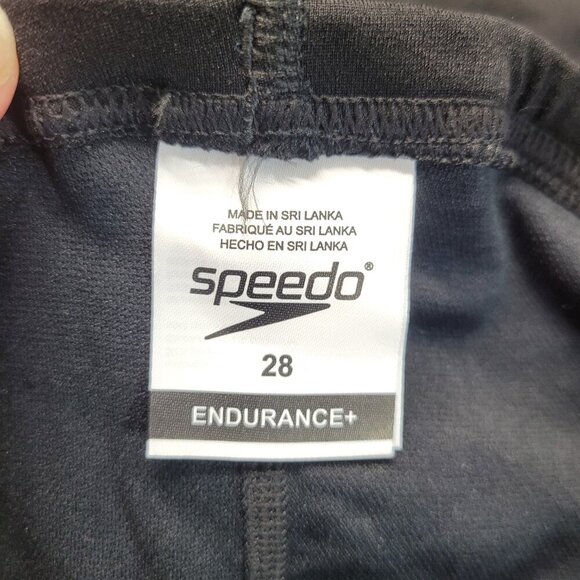 MADE IN SRI LANKA
FABRIQUÉ AU SRI LANKA
HECHO EN SRI LANKA
speedo®
28
ENDURANCE+